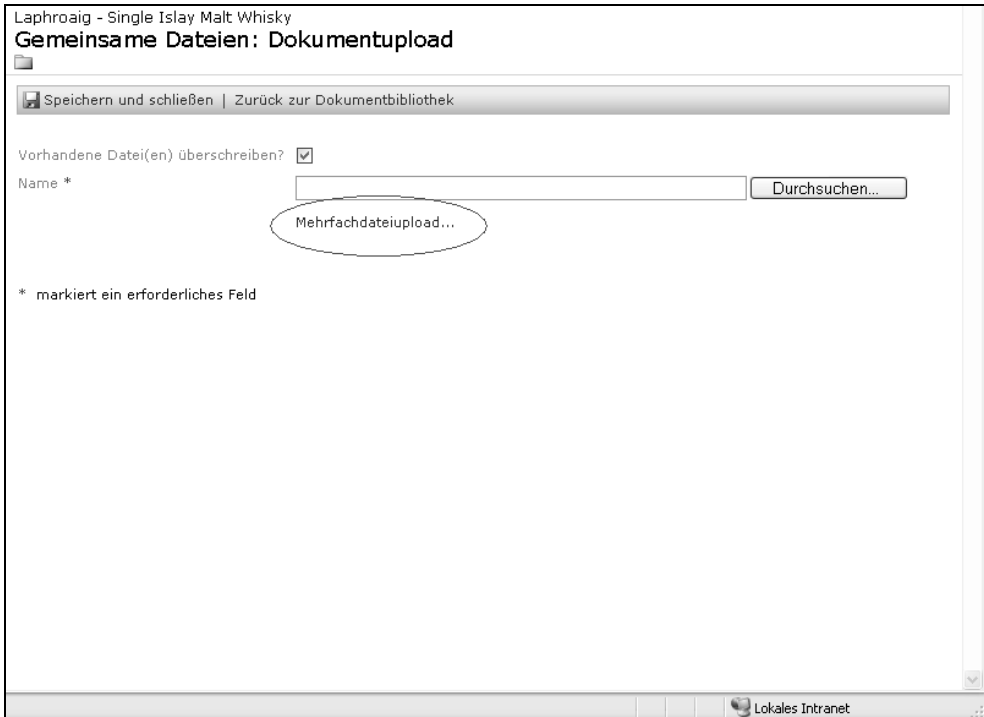 Laphroaig - Single Islay Malt Whisky
Gemeinsame Dateien: Dokumentupload
Speichern und schließen | Zurück zur Dokumentbibliothek
Vorhandene Datei(en) überschreiben?
Name *
Durchsuchen...
Mehrfachdateiupload...
* markiert ein erforderliches Feld
Lokales Intranet